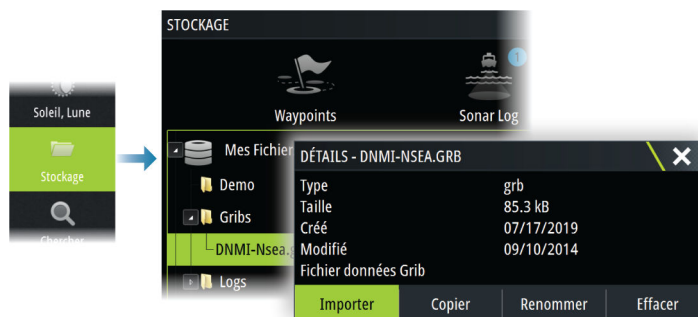 STOCKAGE
Waypoints
Sonar Log
1
Soleil, Lune
Stockage
Chercher
Mes Fichier
Demo
Gribs
DNMI-Nsea.g
Logs
DÉTAILS - DNMI-NSEA.GRB
Type grb
Taille 85.3 kB
Créé 07/17/2019
Modifié 09/10/2014
Fichier données Grib
Importer Copier Renommer Effacer